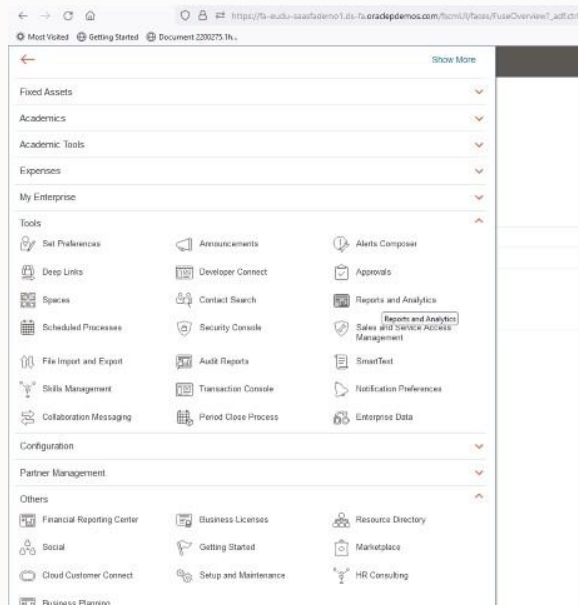 https://fa-eudu-saasfademo1.ds-fa.oraclepdemos.com/fscmUI/faces/FuseOverview1_adf.ctrl
Most Visited Getting Started Document 2200275.1h...
Show More
Fixed Assets
Academics
Academic Tools
Expenses
My Enterprise
Tools
Set Preferences Announcements Alerts Composer
Deep Links Developer Connect Approvals
Spaces Contact Search Reports and Analytics
Reports and Analytics
Scheduled Processes Security Console Sales and Service Access
Management
File Import and Export Audit Reports SmartText
Skills Management Transaction Console Notification Preferences
Collaboration Messaging Period Close Process Enterprise Data
Configuration
Partner Management
Others
Financial Reporting Center Business Licenses Resource Directory
Social Getting Started Marketplace
Cloud Customer Connect Setup and Maintenance HR Consulting
Business Planning